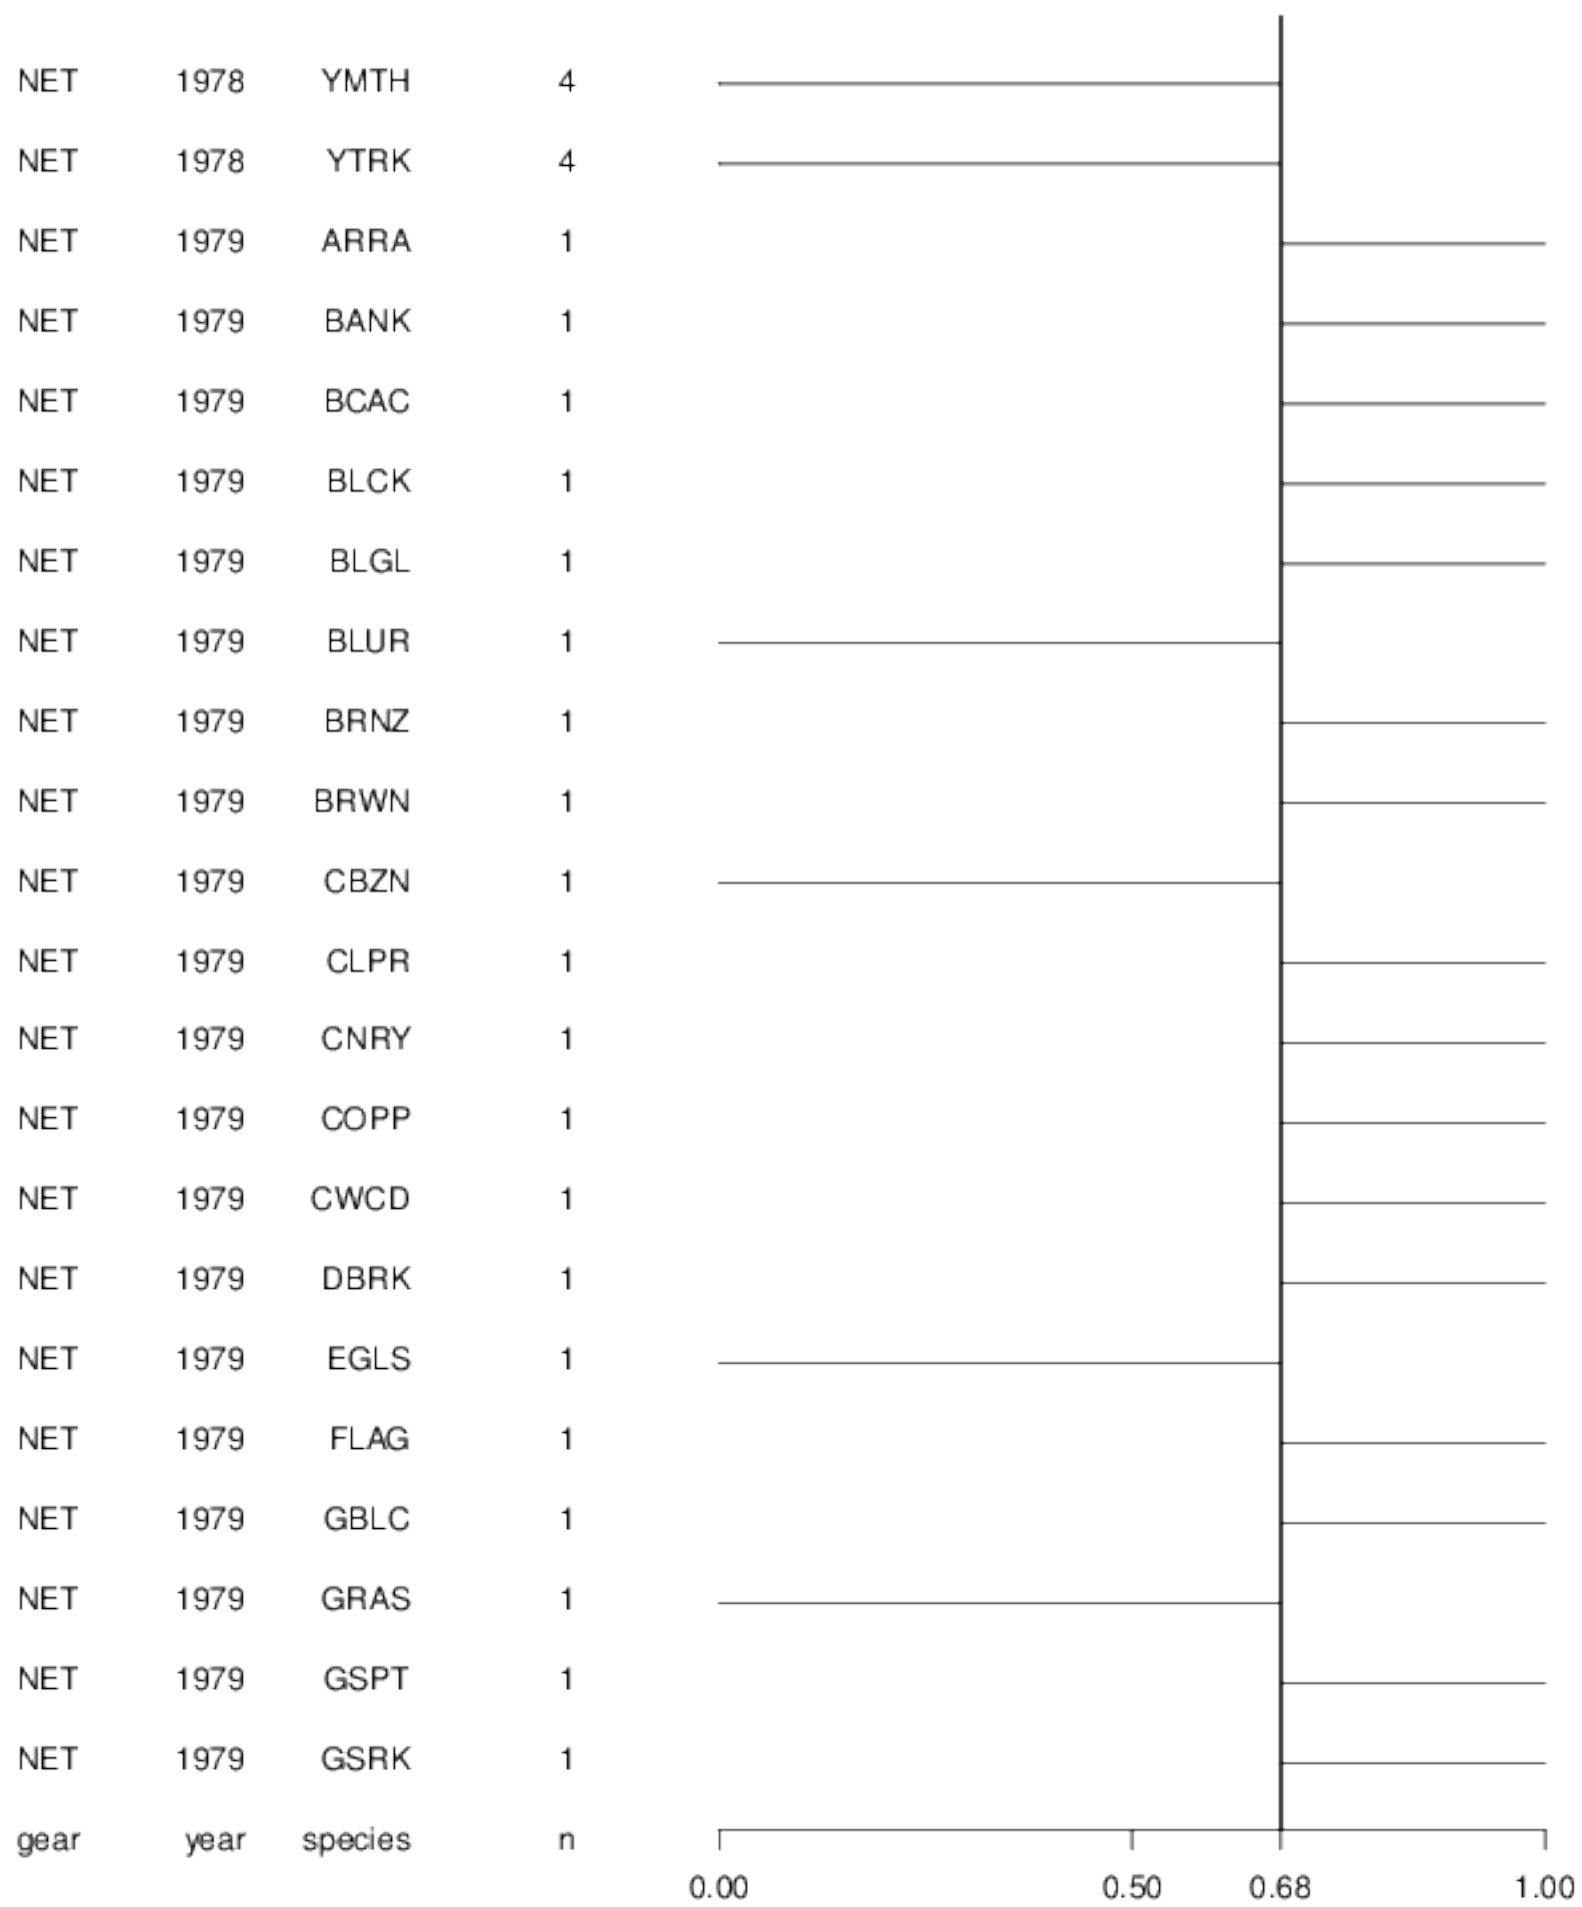 NET 1978 YMTH 4
NET 1978 YTRK 4
NET 1979 ARRA 1
NET 1979 BANK 1
NET 1979 BCAC 1
NET 1979 BLCK 1
NET 1979 BLGL 1
NET 1979 BLUR 1
NET 1979 BRNZ 1
NET 1979 BRWN 1
NET 1979 CBZN 1
NET 1979 CLPR 1
NET 1979 CNRY 1
NET 1979 COPP 1
NET 1979 CWCD 1
NET 1979 DBRK 1
NET 1979 EGLS 1
NET 1979 FLAG 1
NET 1979 GBLC 1
NET 1979 GRAS 1
NET 1979 GSPT 1
NET 1979 GSRK 1
gear year species n
0.00 0.50 0.68 1.00